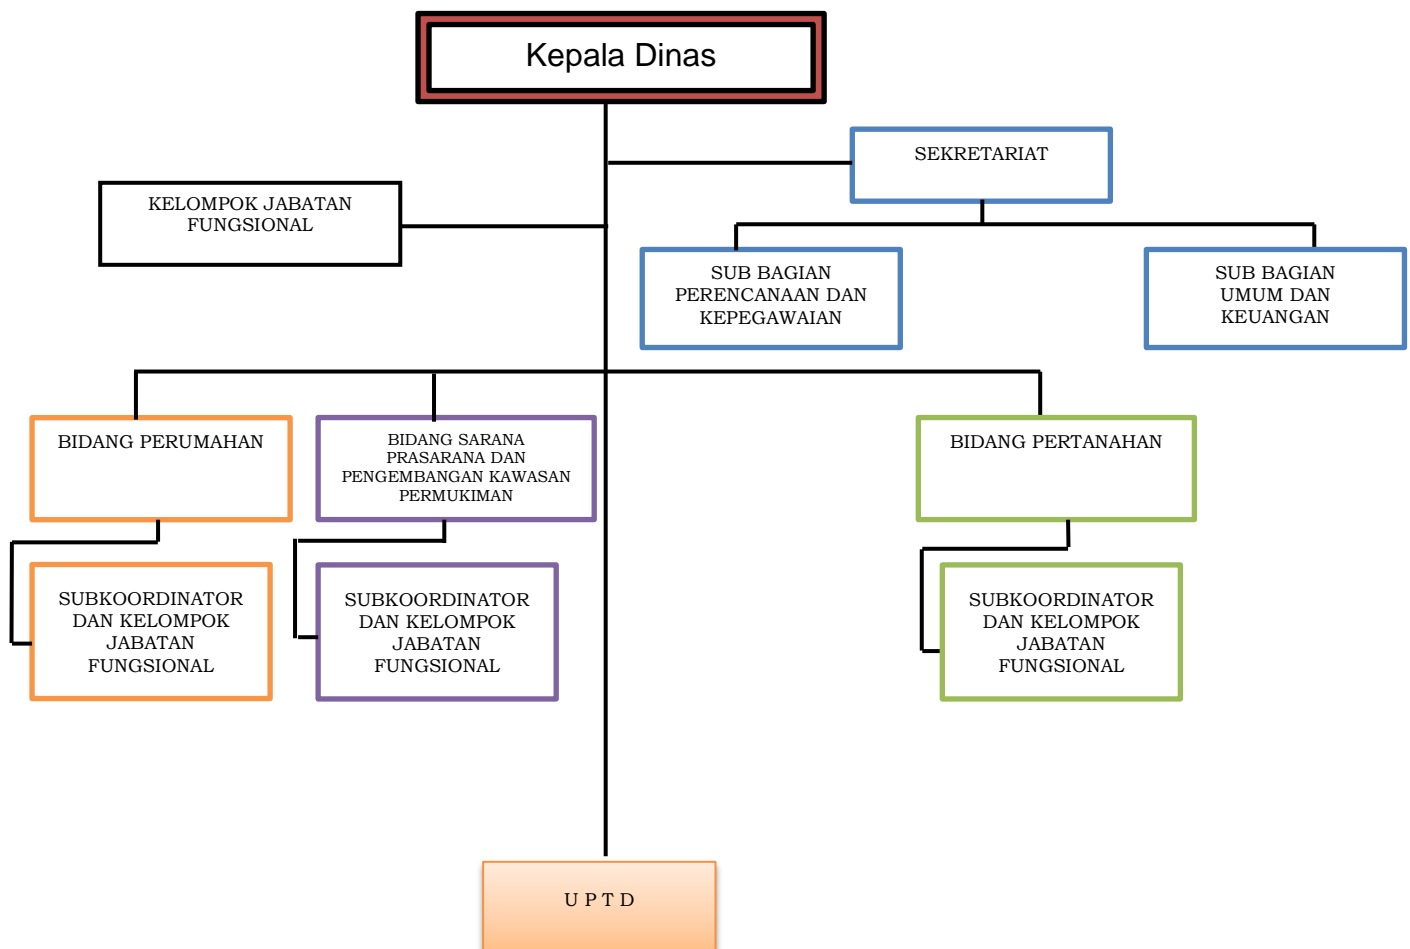 Kepala Dinas
SEKRETARIAT
KELOMPOK JABATAN
FUNGSIONAL
SUB BAGIAN
PERENCANAAN DAN
KEPEGAWAIAN
SUB BAGIAN
UMUM DAN
KEUANGAN
BIDANG PERUMAHAN
BIDANG SARANA
PRASARANA DAN
PENGEMBANGAN KAWASAN
PERMUKIMAN
BIDANG PERTANAHAN
SUBKOORDINATOR
DAN KELOMPOK
JABATAN
FUNGSIONAL
SUBKOORDINATOR
DAN KELOMPOK
JABATAN
FUNGSIONAL
SUBKOORDINATOR
DAN KELOMPOK
JABATAN
FUNGSIONAL
U P T D